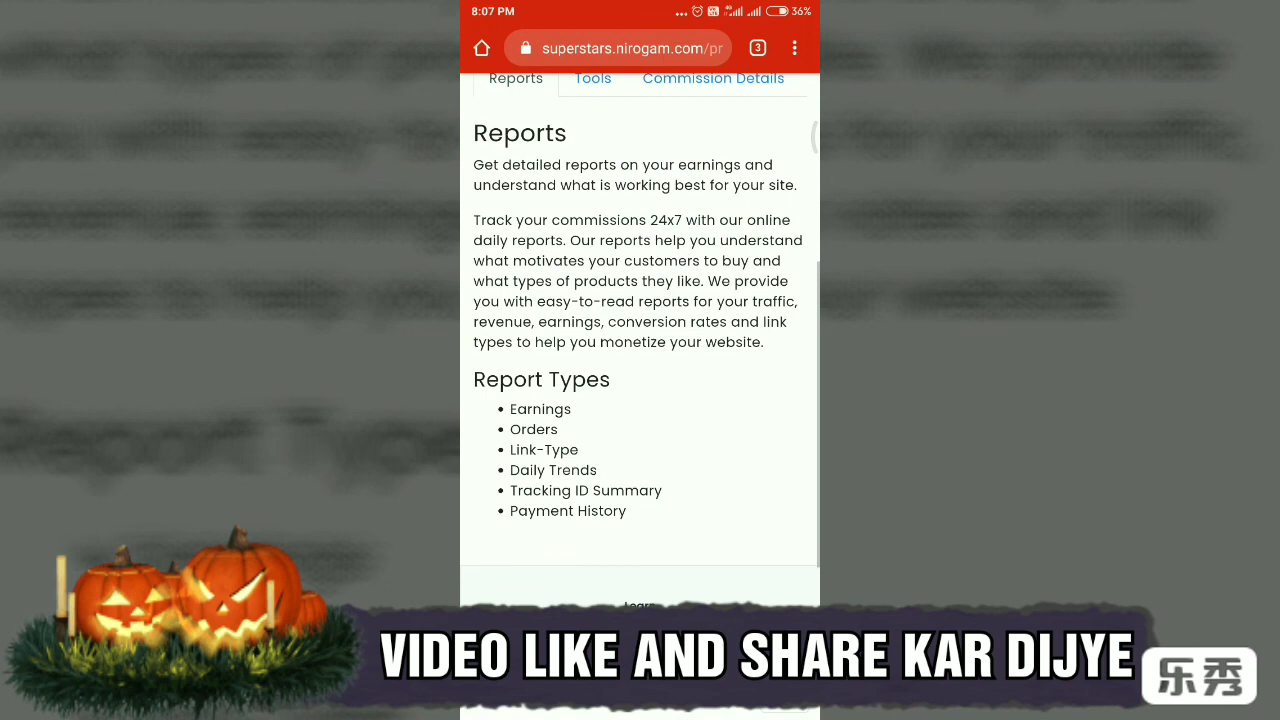 8:07 PM
36%
superstars.nirogam.com/pr
3
Reports
Tools
Commission Details
Reports
Get detailed reports on your earnings and
understand what is working best for your site.
Track your commissions 24x7 with our online
daily reports. Our reports help you understand
what motivates your customers to buy and
what types of products they like. We provide
you with easy-to-read reports for your traffic,
revenue, earnings, conversion rates and link
types to help you monetize your website.
Report Types
• Earnings
• Orders
• Link-Type
• Daily Trends
• Tracking ID Summary
• Payment History
Learn
VIDEO LIKE AND SHARE KAR DIJYE
乐秀